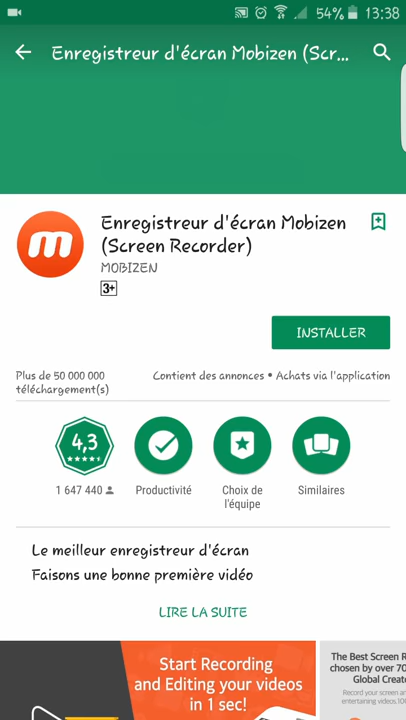 54% 13:38
Enregistreur d'écran Mobizen (Scr...
m
Enregistreur d'écran Mobizen
(Screen Recorder)
MOBIZEN
3+
INSTALLER
Plus de 50 000 000
téléchargement(s)
Contient des annonces • Achats via l'application
4,3
1 647 440
Productivité
Choix de
l'équipe
Similaires
Le meilleur enregistreur d'écran
Faisons une bonne première vidéo
LIRE LA SUITE
Start Recording
and Editing your videos
in 1 sec!
The Best Screen R
chosen by over 70
Global Create
Record your screen a
entertaining videos.